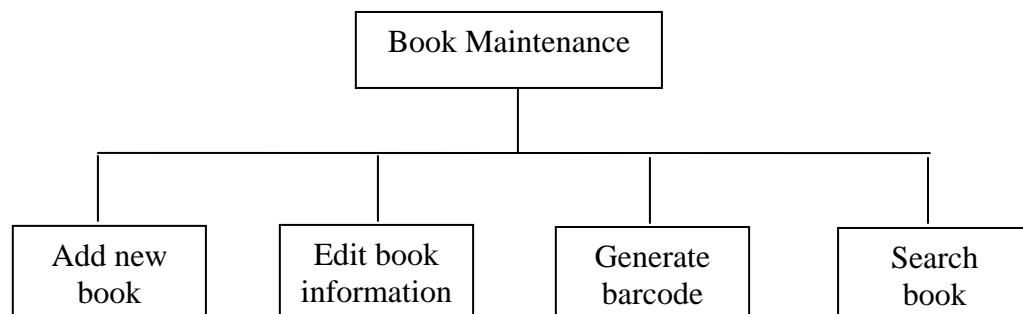 Book Maintenance
Add new
book
Edit book
information
Generate
barcode
Search
book